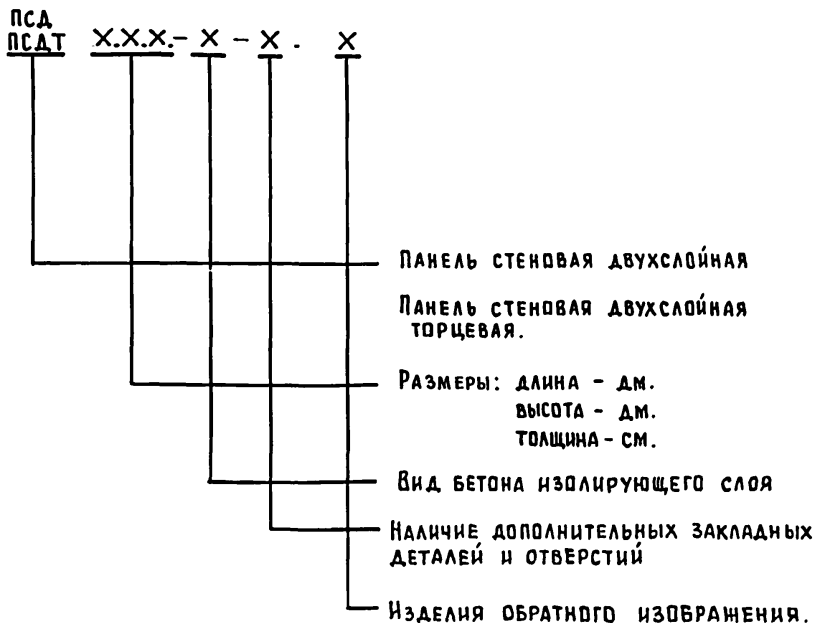 ПСД
ПСДТ Х.Х.Х.- Х - Х . Х
ПАНЕЛЬ СТЕНОВАЯ ДВУХСЛОЙНАЯ
ПАНЕЛЬ СТЕНОВАЯ ДВУХСЛОЙНАЯ
ТОРЦЕВАЯ.
РАЗМЕРЫ: ДЛИНА - ДМ.
ВЫСОТА - ДМ.
ТОЛЩИНА - СМ.
ВИД БЕТОНА ИЗОЛИРУЮЩЕГО СЛОЯ
НАЛИЧИЕ ДОПОЛНИТЕЛЬНЫХ ЗАКЛАДНЫХ
ДЕТАЛЕЙ И ОТВЕРСТИЙ
ИЗДЕЛИЯ ОБРАТНОГО ИЗОБРАЖЕНИЯ.